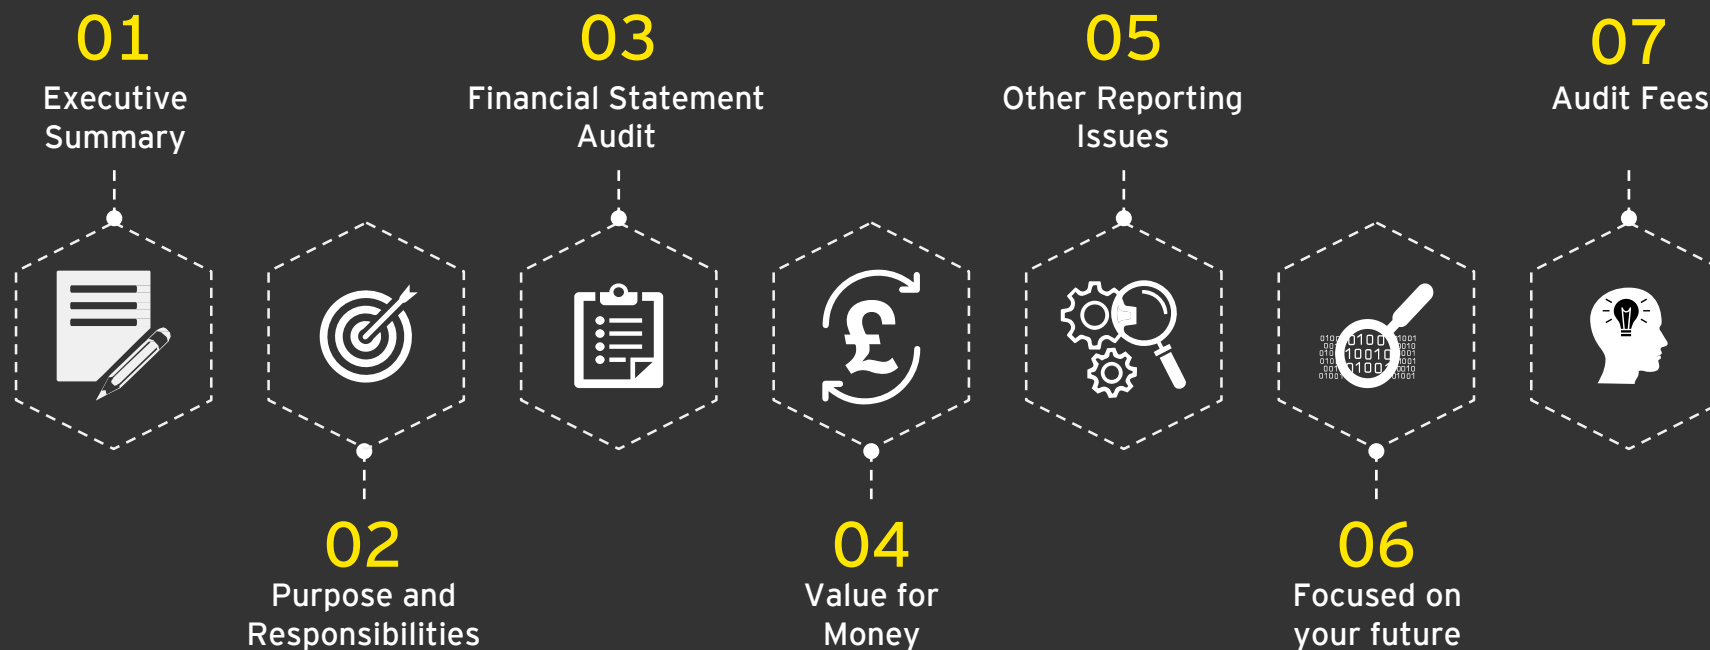 01
Executive
Summary
02
Purpose and
Responsibilities
03
Financial Statement
Audit
04
Value for
Money
05
Other Reporting
Issues
06
Focused on
your future
07
Audit Fees